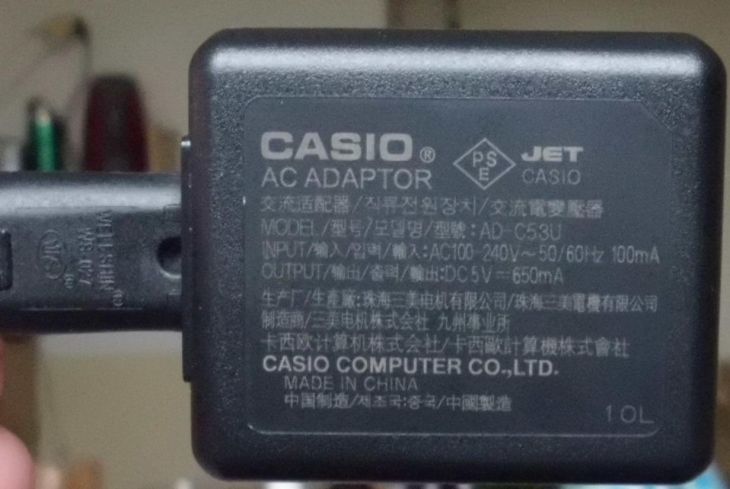 CASIO® PSE JET
AC ADAPTOR CASIO
交流适配器/직류전원장치/交流電變壓器
MODEL/型号/모델명/型號:AD-C53U
INPUT/输入/입력/輸入:AC100-240V~50/60Hz 100mA
OUTPUT/输出/출력/輸出:DC5V⎓650mA
生产厂/生產廠:珠海三美电机有限公司/珠海三美電機有限公司
制造商/三美电机株式会社 九州事业所
卡西欧计算机株式会社/卡西歐計算機株式會社
CASIO COMPUTER CO.,LTD.
MADE IN CHINA
中国制造/제조국:중국/中國製造
10L